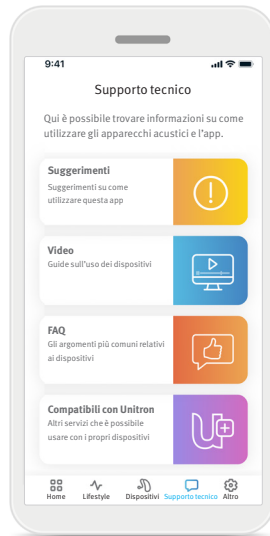 9:41
Supporto tecnico
Qui è possibile trovare informazioni su come
utilizzare gli apparecchi acustici e l'app.
Suggerimenti
Suggerimenti su come
utilizzare questa app
Video
Guide sull'uso dei dispositivi
FAQ
Gli argomenti più comuni relativi
ai dispositivi
Compatibili con Unitron
Altri servizi che è possibile
usare con i propri dispositivi
Home Lifestyle Dispositivi Supporto tecnico Altro